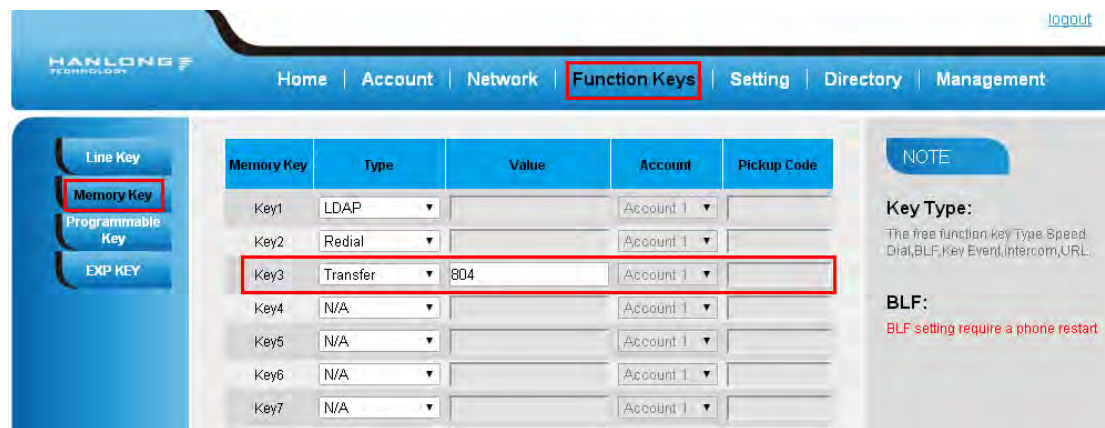 logout
HANLONG
TECHNOLOGY
Home | Account | Network | Function Keys | Setting | Directory | Management
Line Key
Memory Key
Programmable
Key
EXP KEY
Memory Key Type Value Account Pickup Code
Key1 LDAP Account 1
Key2 Redial Account 1
Key3 Transfer 804 Account 1
Key4 N/A Account 1
Key5 N/A Account 1
Key6 N/A Account 1
Key7 N/A Account 1
NOTE
Key Type:
The free function key Type Speed
Dial,BLF,Key Event,Intercom,URL.
BLF:
BLF setting require a phone restart